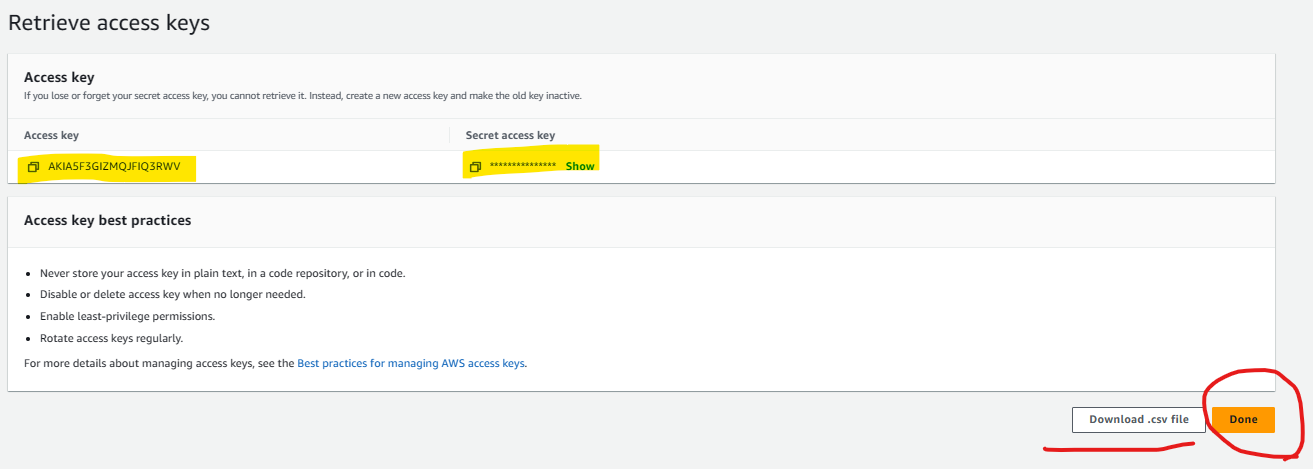 Retrieve access keys
Access key
If you lose or forget your secret access key, you cannot retrieve it. Instead, create a new access key and make the old key inactive.
Access key Secret access key
AKIA5F3GIZMQJFIQ3RWV *************** Show
Access key best practices
• Never store your access key in plain text, in a code repository, or in code.
• Disable or delete access key when no longer needed.
• Enable least-privilege permissions.
• Rotate access keys regularly.
For more details about managing access keys, see the Best practices for managing AWS access keys.
Download .csv file Done